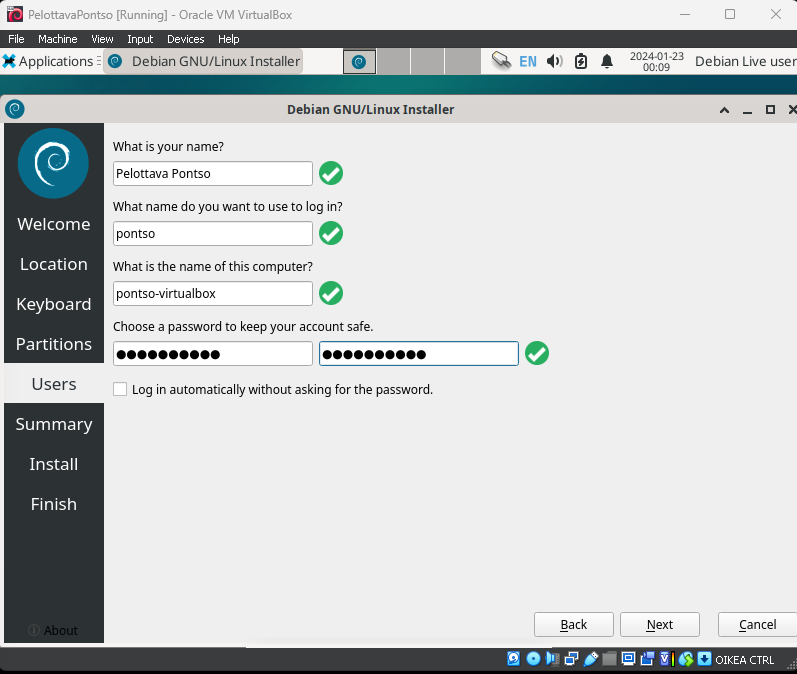 PelottavaPontso [Running] - Oracle VM VirtualBox
File Machine View Input Devices Help
Applications Debian GNU/Linux Installer EN 2024-01-23 00:09 Debian Live user
Debian GNU/Linux Installer
Welcome
Location
Keyboard
Partitions
Users
Summary
Install
Finish
About
What is your name?
Pelottava Pontso
What name do you want to use to log in?
pontso
What is the name of this computer?
pontso-virtualbox
Choose a password to keep your account safe.
●●●●●●●●●● ●●●●●●●●●●
Log in automatically without asking for the password.
Back Next Cancel
OIKEA CTRL